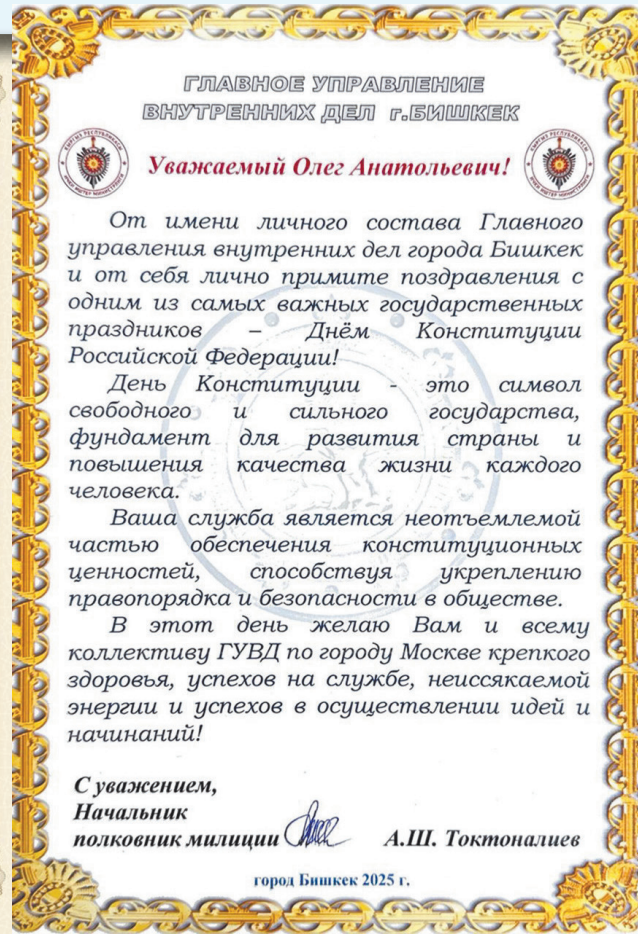 ГЛАВНОЕ УПРАВЛЕНИЕ
ВНУТРЕННИХ ДЕЛ г.БИШКЕК
Уважаемый Олег Анатольевич!
От имени личного состава Главного
управления внутренних дел города Бишкек
и от себя лично примите поздравления с
одним из самых важных государственных
праздников – Днём Конституции
Российской Федерации!
День Конституции - это символ
свободного и сильного государства,
фундамент для развития страны и
повышения качества жизни каждого
человека.
Ваша служба является неотъемлемой
частью обеспечения конституционных
ценностей, способствуя укреплению
правопорядка и безопасности в обществе.
В этот день желаю Вам и всему
коллективу ГУВД по городу Москве крепкого
здоровья, успехов на службе, неиссякаемой
энергии и успехов в осуществлении идей и
начинаний!
С уважением,
Начальник
полковник милиции А.Ш. Токтоналиев
город Бишкек 2025 г.